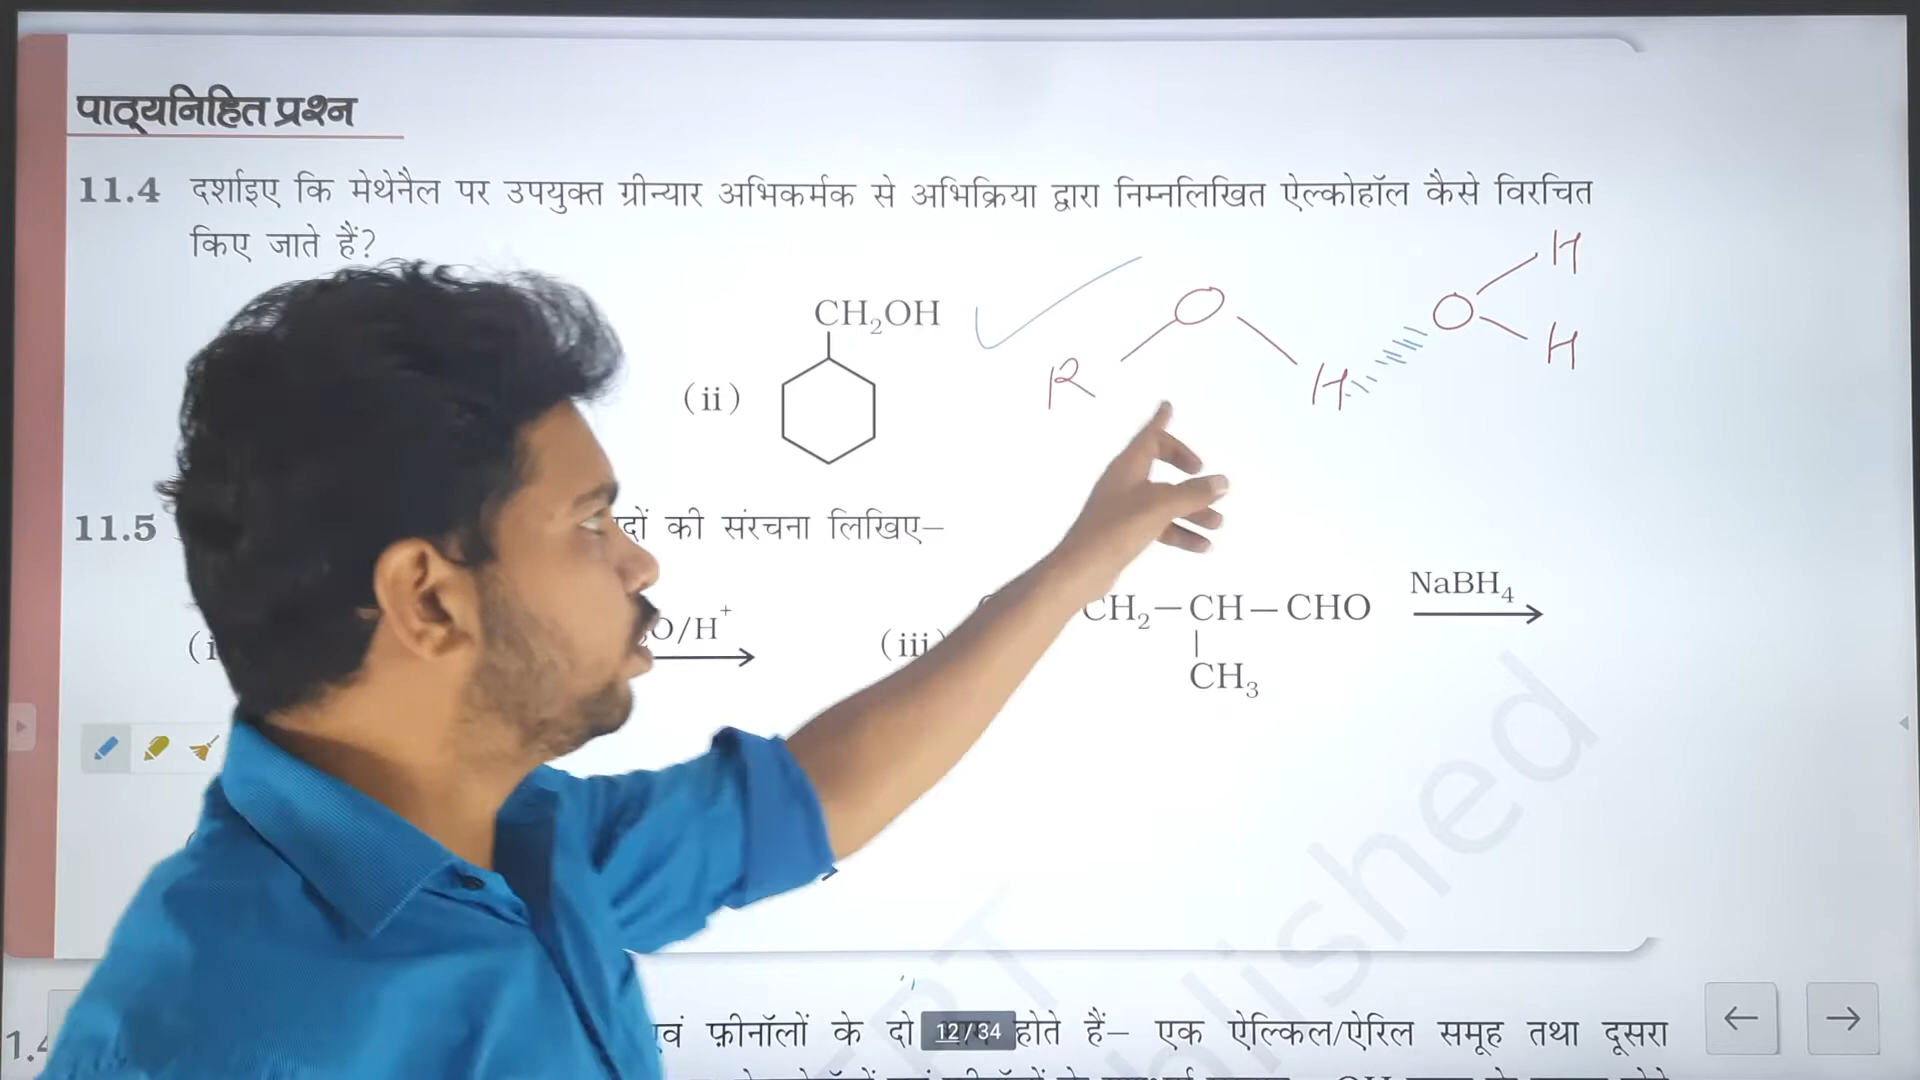 पाठ्यनिहित प्रश्न
11.4 दर्शाइए कि मेथेनैल पर उपयुक्त ग्रीन्यार अभिकर्मक से अभिक्रिया द्वारा निम्नलिखित ऐल्कोहॉल कैसे विरचित
किए जाते हैं?
(ii) CH₂OH
R O H O H H
11.5 की संरचना लिखिए–
O/H⁺
(iii) CH₂–CH–CHO NaBH₄
CH₃
फ़ीनॉलों के दो होते हैं– एक ऐल्किल/ऐरिल समूह तथा दूसरा
12/34